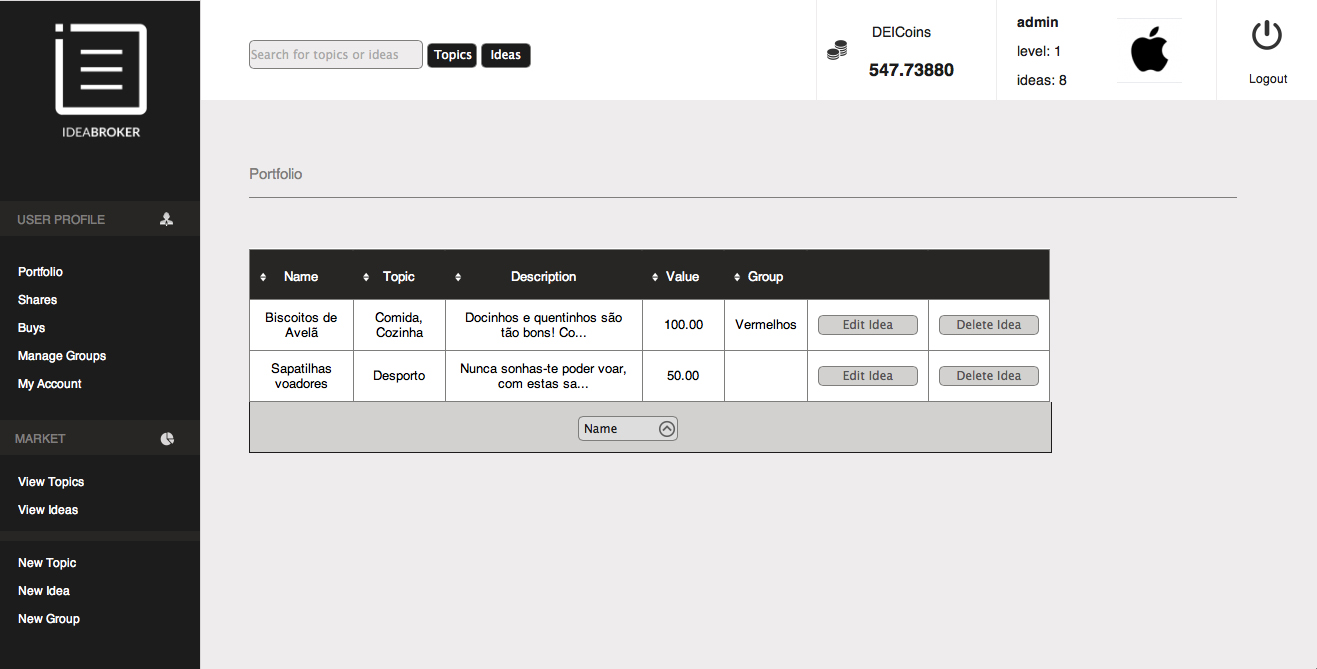 IDEABROKER
Search for topics or ideas
Topics
Ideas
DEICoins
547.73880
admin
level: 1
ideas: 8
Logout
USER PROFILE
Portfolio
Shares
Buys
Manage Groups
My Account
MARKET
View Topics
View Ideas
New Topic
New Idea
New Group
Portfolio
Name Topic Description Value Group
Biscoitos de
Avelã
Comida,
Cozinha
Docinhos e quentinhos são
tão bons! Co...
100.00
Vermelhos
Edit Idea
Delete Idea
Sapatilhas
voadores
Desporto
Nunca sonhas-te poder voar,
com estas sa...
50.00
Edit Idea
Delete Idea
Name